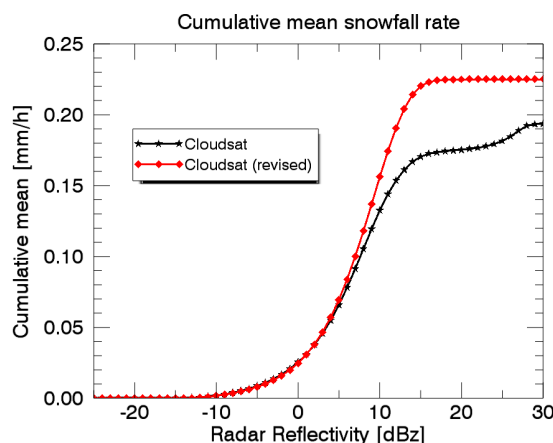 Cumulative mean snowfall rate
0.25
0.20
0.15
0.10
0.05
0.00
Cumulative mean [mm/h]
Cloudsat
Cloudsat (revised)
-20
-10
0
10
20
30
Radar Reflectivity [dBz]